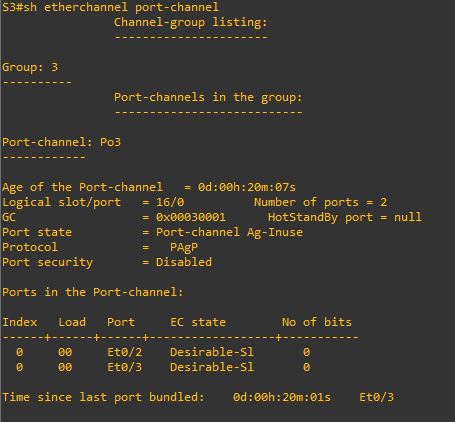 S3#sh etherchannel port-channel
Channel-group listing:
----------------------
Group: 3
----------
Port-channels in the group:
---------------------------
Port-channel: Po3
------------
Age of the Port-channel   = 0d:00h:20m:07s
Logical slot/port   = 16/0          Number of ports = 2
GC                  = 0x00030001      HotStandBy port = null
Port state          = Port-channel Ag-Inuse
Protocol            =   PAgP
Port security       = Disabled
Ports in the Port-channel:
Index   Load   Port     EC state        No of bits
------+------+------+------------------+-----------
0     00     Et0/2    Desirable-Sl       0
0     00     Et0/3    Desirable-Sl       0
Time since last port bundled:    0d:00h:20m:01s    Et0/3